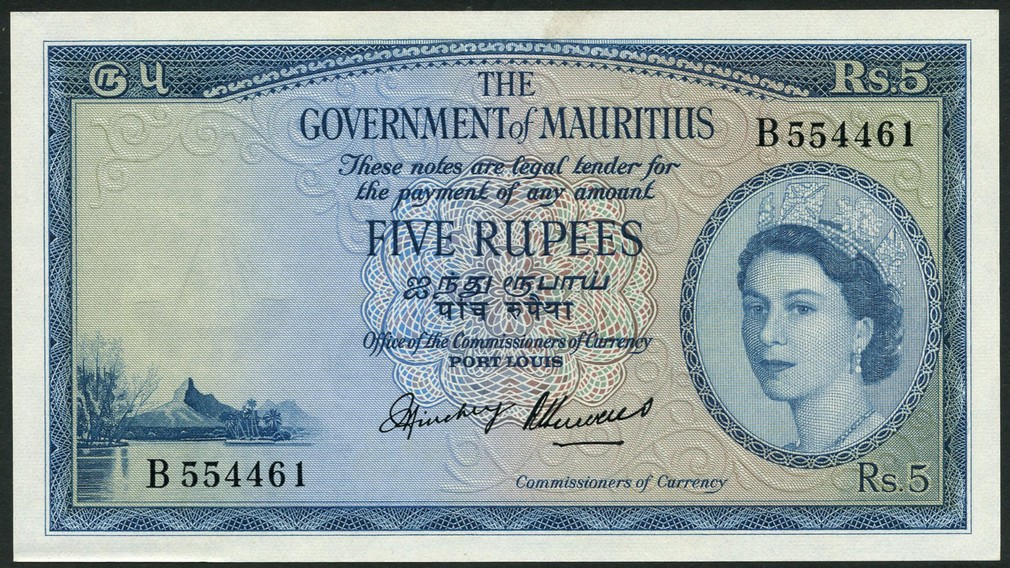 ரூ ௫ Rs.5
THE
GOVERNMENT of MAURITIUS
B 554461
These notes are legal tender for
the payment of any amount
FIVE RUPEES
ஐந்து ரூபாய்
पांच रुपैया
Office of the Commissioners of Currency
PORT LOUIS
B 554461
Commissioners of Currency
Rs.5